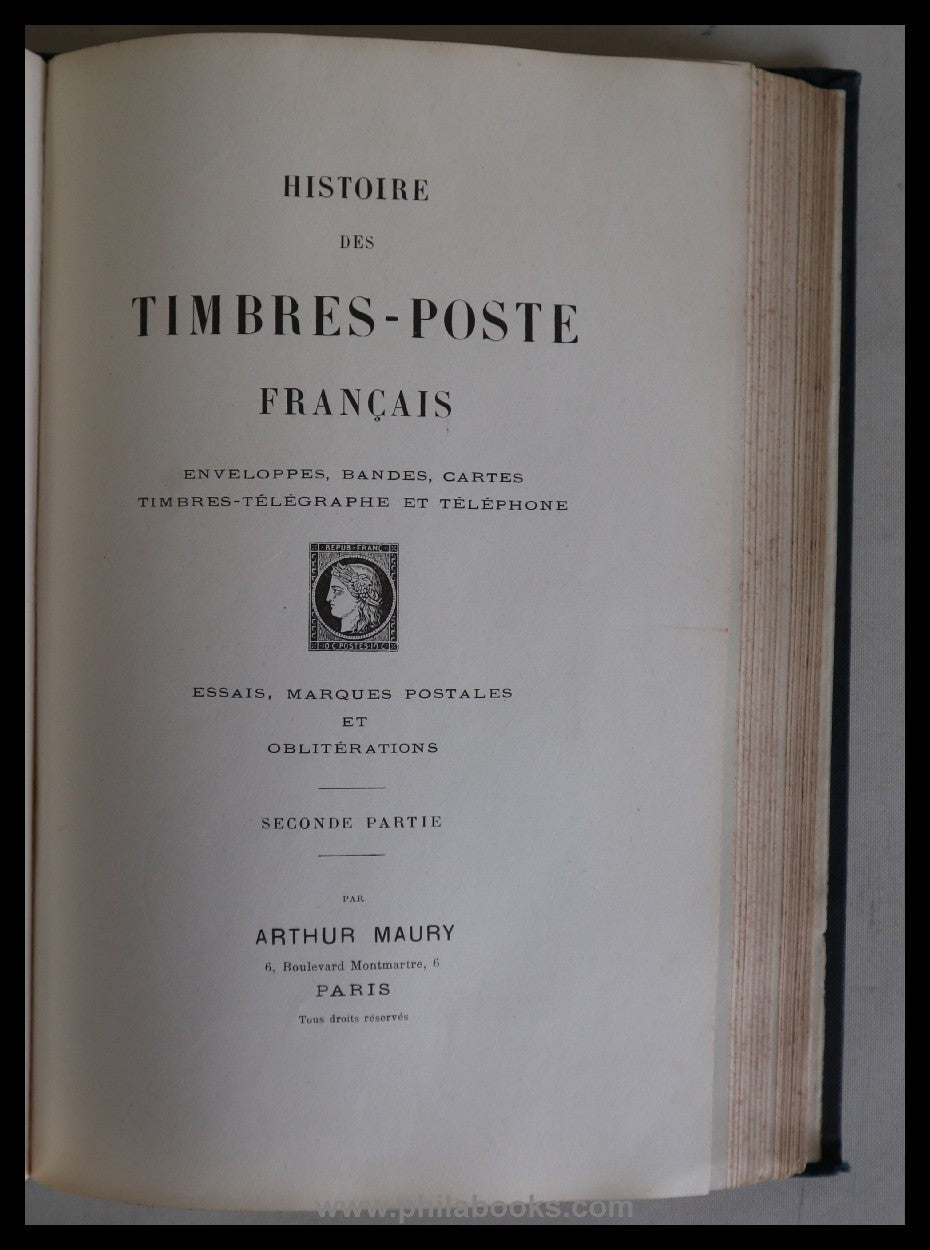 HISTOIRE
DES
TIMBRES-POSTE
FRANÇAIS
ENVELOPPES, BANDES, CARTES
TIMBRES-TÉLÉGRAPHE ET TÉLÉPHONE
REPUB·FRANC
POSTES
ESSAIS, MARQUES POSTALES
ET
OBLITÉRATIONS
SECONDE PARTIE
PAR
ARTHUR MAURY
6, Boulevard Montmartre, 6
PARIS
Tous droits réservés
www.philabooks.com